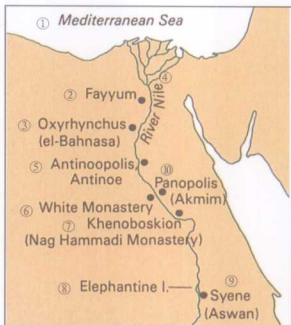 ① Mediterranean Sea
② Fayyum
④
River Nile
③ Oxyrhynchus
(el-Bahnasa)
⑤ Antinoopolis,
Antinoe
⑩
Panopolis
(Akmim)
⑥ White Monastery
⑦
Khenoboskion
(Nag Hammadi Monastery)
⑧ Elephantine I.
⑨
Syene
(Aswan)